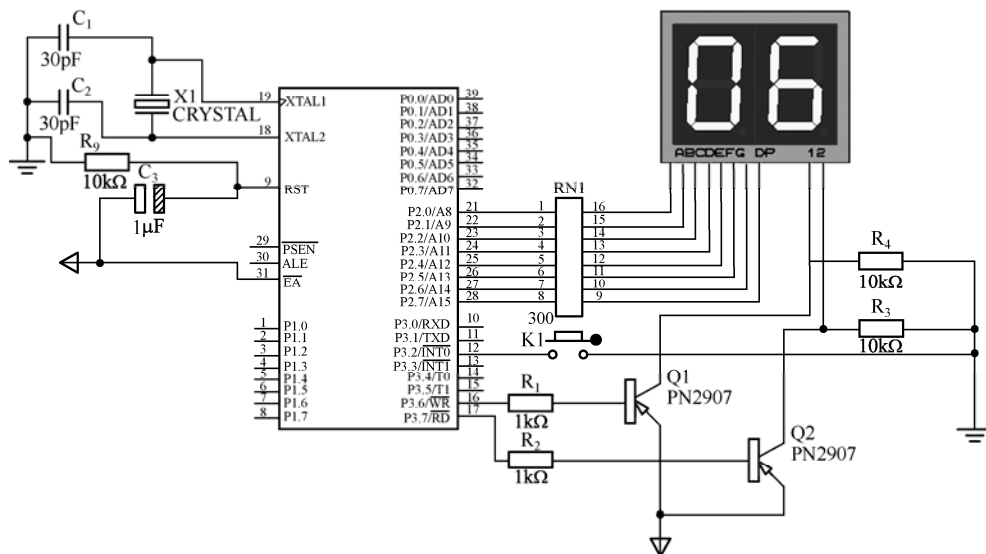 C1
30pF
C2
30pF
X1
CRYSTAL
R9
10kΩ
C3
1μF
19 XTAL1
18 XTAL2
9 RST
29 PSEN
30 ALE
31 EA
1 P1.0
2 P1.1
3 P1.2
4 P1.3
5 P1.4
6 P1.5
7 P1.6
8 P1.7
P0.0/AD0 39
P0.1/AD1 38
P0.2/AD2 37
P0.3/AD3 36
P0.4/AD4 35
P0.5/AD5 34
P0.6/AD6 33
P0.7/AD7 32
P2.0/A8 21
P2.1/A9 22
P2.2/A10 23
P2.3/A11 24
P2.4/A12 25
P2.5/A13 26
P2.6/A14 27
P2.7/A15 28
P3.0/RXD 10
P3.1/TXD 11
P3.2/INT0 12
P3.3/INT1 13
P3.4/T0 14
P3.5/T1 15
P3.6/WR 16
P3.7/RD 17
RN1
1 16
2 15
3 14
4 13
5 12
6 11
7 10
8 9
300
K1
06
ABCDEFG DP 12
R4
10kΩ
R3
10kΩ
R1
1kΩ
R2
1kΩ
Q1
PN2907
Q2
PN2907